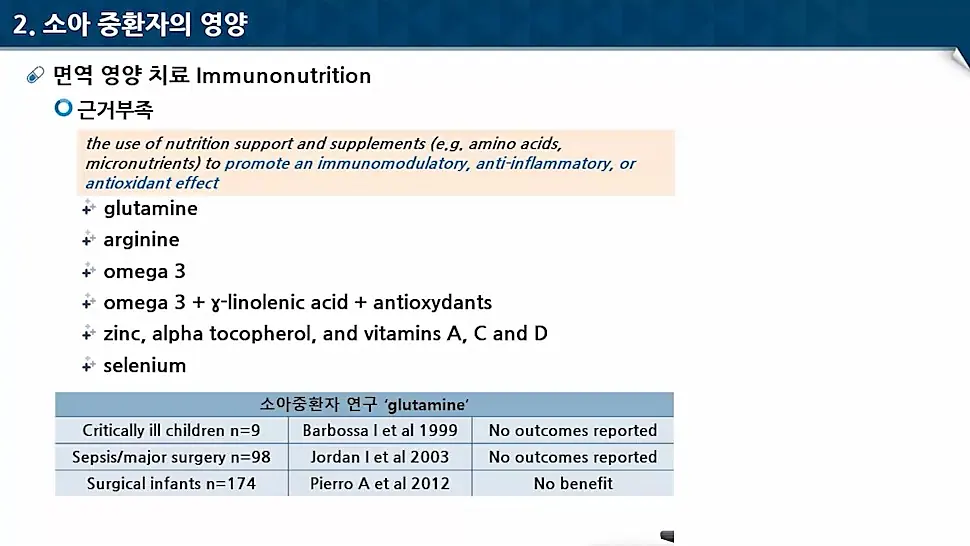 2. 소아 중환자의 영양
면역 영양 치료 Immunonutrition
근거부족
the use of nutrition support and supplements (e.g. amino acids,
micronutrients) to promote an immunomodulatory, anti-inflammatory, or
antioxidant effect
glutamine
arginine
omega 3
omega 3 + ɣ-linolenic acid + antioxydants
zinc, alpha tocopherol, and vitamins A, C and D
selenium
소아중환자 연구 ‘glutamine’
Critically ill children n=9 Barbossa I et al 1999 No outcomes reported
Sepsis/major surgery n=98 Jordan I et al 2003 No outcomes reported
Surgical infants n=174 Pierro A et al 2012 No benefit